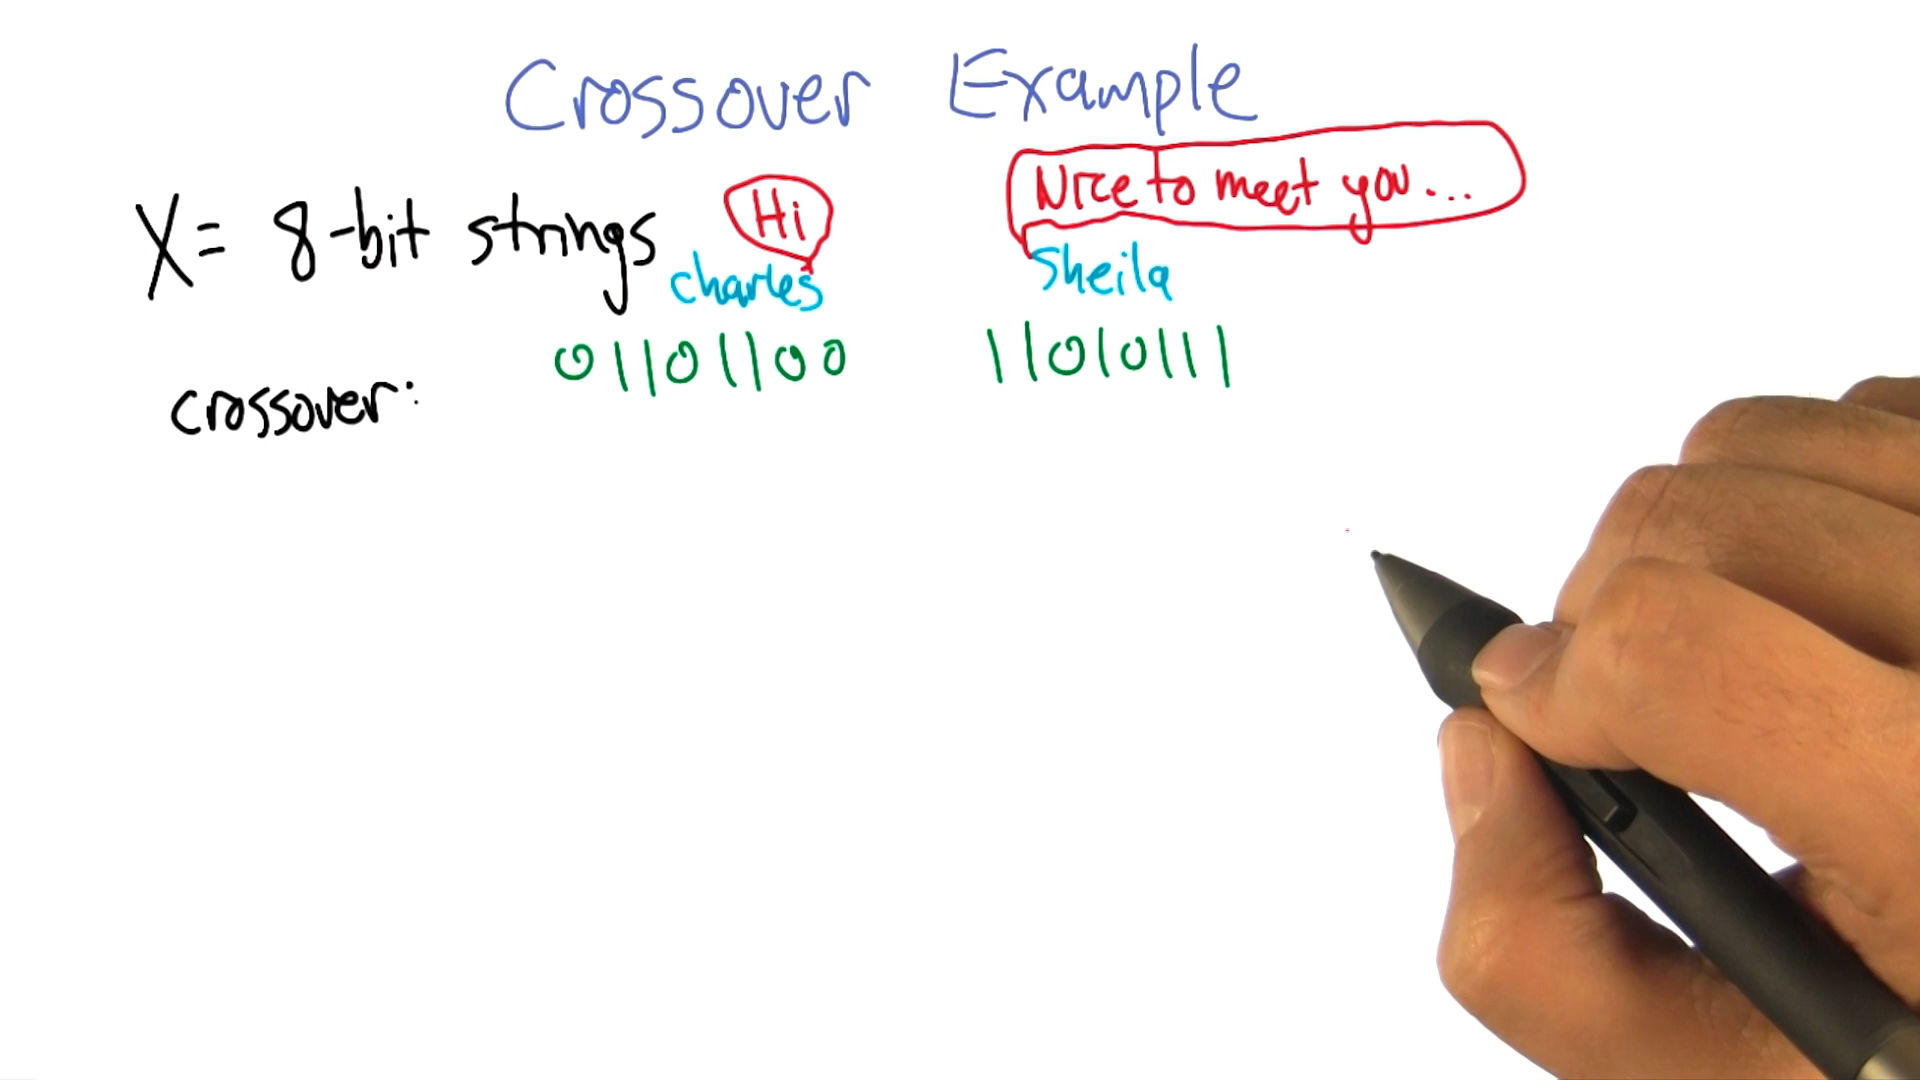 Crossover Example
X = 8-bit strings
Hi
Nice to meet you...
charles
Sheila
01101100
11010111
crossover: